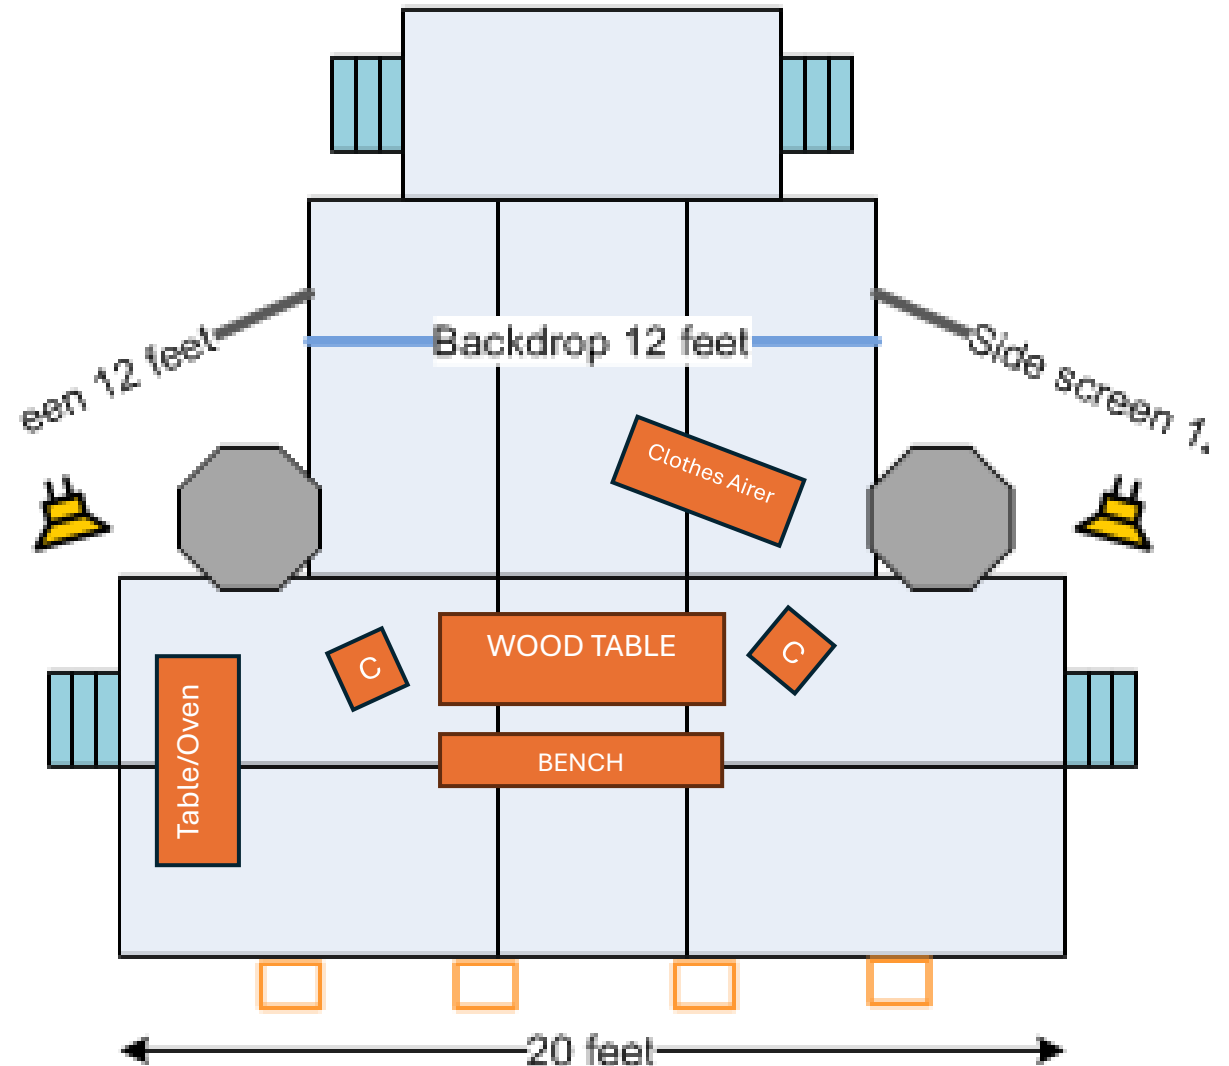 Backdrop 12 feet
een 12 feet
Side screen 1
Clothes Airer
C
WOOD TABLE
C
Table/Oven
BENCH
20 feet